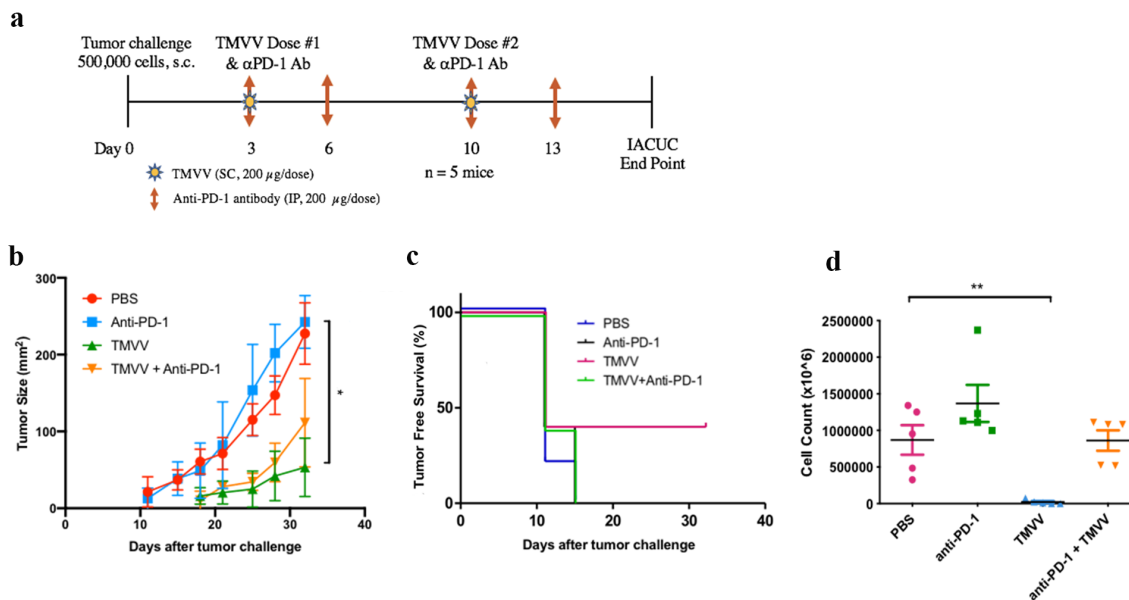 a
Tumor challenge
500,000 cells, s.c.
TMVV Dose #1
& αPD-1 Ab
TMVV Dose #2
& αPD-1 Ab
Day 0
3
6
10
13
IACUC
End Point
TMVV (SC, 200 µg/dose)
n = 5 mice
Anti-PD-1 antibody (IP, 200 µg/dose)
b
Tumor Size (mm²)
300
200
100
0
0
10
20
30
40
Days after tumor challenge
PBS
Anti-PD-1
TMVV
TMVV + Anti-PD-1
*
c
Tumor Free Survival (%)
100
50
0
0
10
20
30
40
Days after tumor challenge
PBS
Anti-PD-1
TMVV
TMVV+Anti-PD-1
d
**
Cell Count (x10^6)
2500000
2000000
1500000
1000000
500000
0
PBS
anti-PD-1
TMVV
anti-PD-1 + TMVV